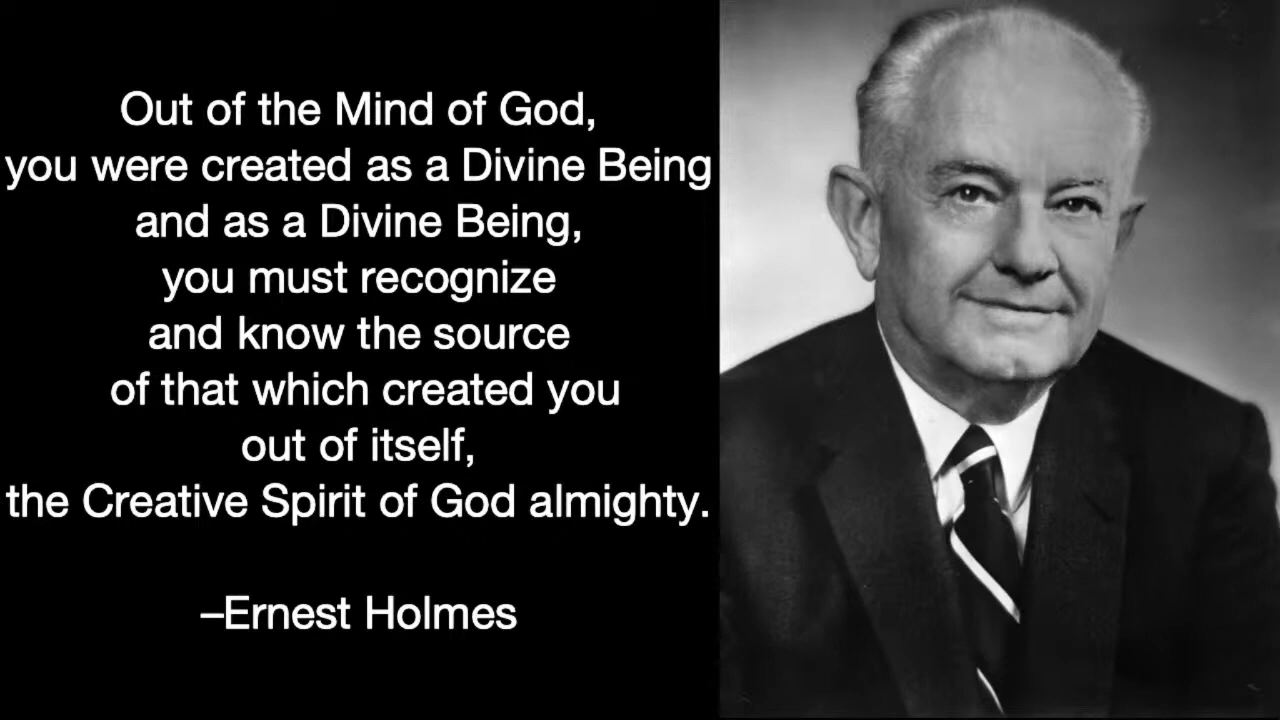 Out of the Mind of God,
you were created as a Divine Being
and as a Divine Being,
you must recognize
and know the source
of that which created you
out of itself,
the Creative Spirit of God almighty.
–Ernest Holmes